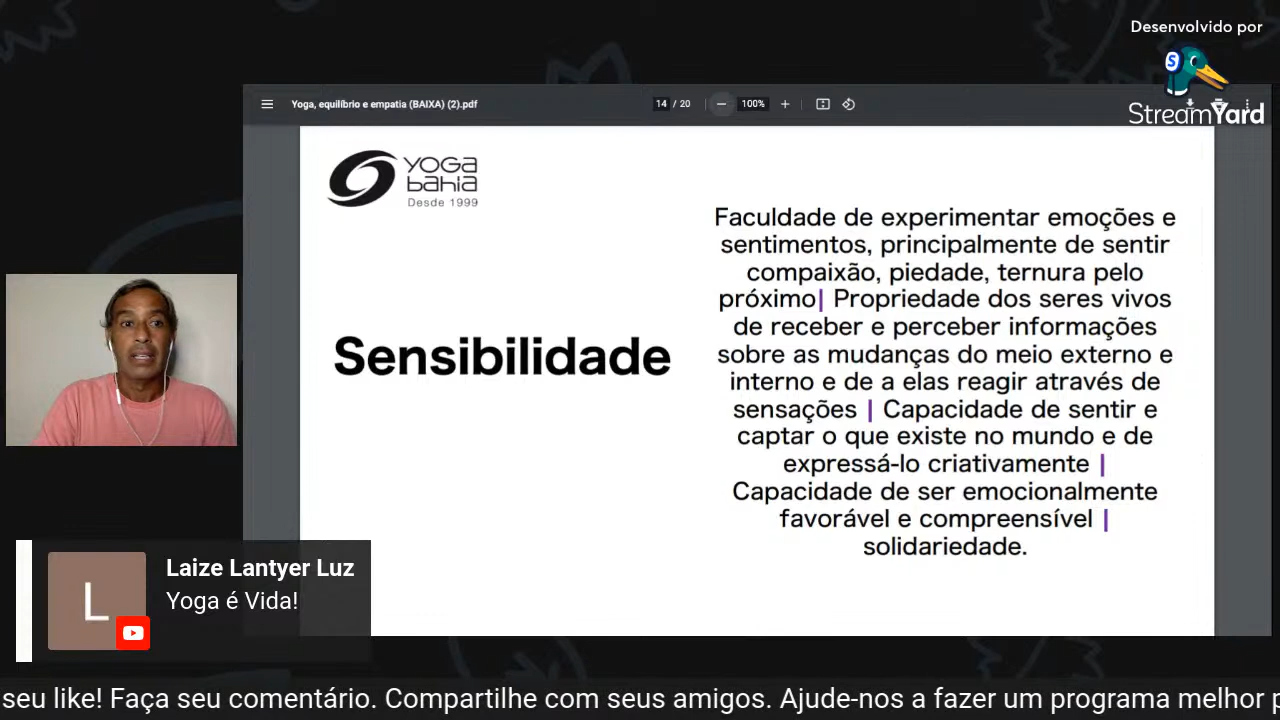 Desenvolvido por
S
StreamYard
Yoga, equilíbrio e empatia (BAIXA) (2).pdf
14 / 20
100%
YOGA
bahia
Desde 1999
Sensibilidade
Faculdade de experimentar emoções e
sentimentos, principalmente de sentir
compaixão, piedade, ternura pelo
próximo| Propriedade dos seres vivos
de receber e perceber informações
sobre as mudanças do meio externo e
interno e de a elas reagir através de
sensações | Capacidade de sentir e
captar o que existe no mundo e de
expressá-lo criativamente |
Capacidade de ser emocionalmente
favorável e compreensível |
solidariedade.
L
Laize Lantyer Luz
Yoga é Vida!
seu like! Faça seu comentário. Compartilhe com seus amigos. Ajude-nos a fazer um programa melhor p